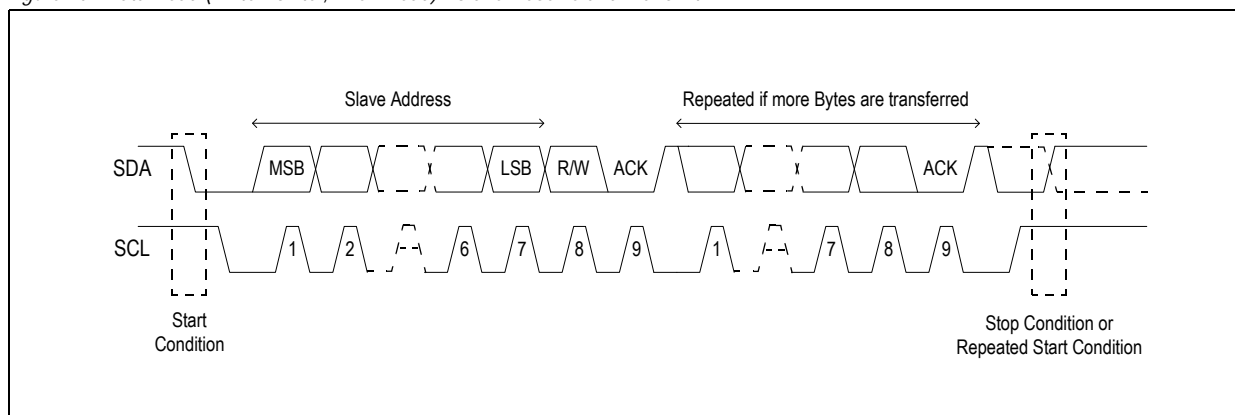 Slave Address
Repeated if more Bytes are transferred
SDA
MSB
LSB
R/W
ACK
ACK
SCL
1
2
6
7
8
9
1
7
8
9
Start
Condition
Stop Condition or
Repeated Start Condition